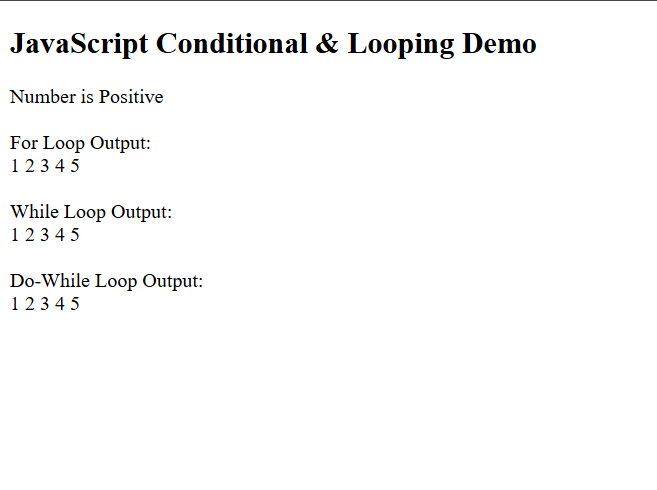 JavaScript Conditional & Looping Demo
Number is Positive
For Loop Output:
1 2 3 4 5
While Loop Output:
1 2 3 4 5
Do-While Loop Output:
1 2 3 4 5